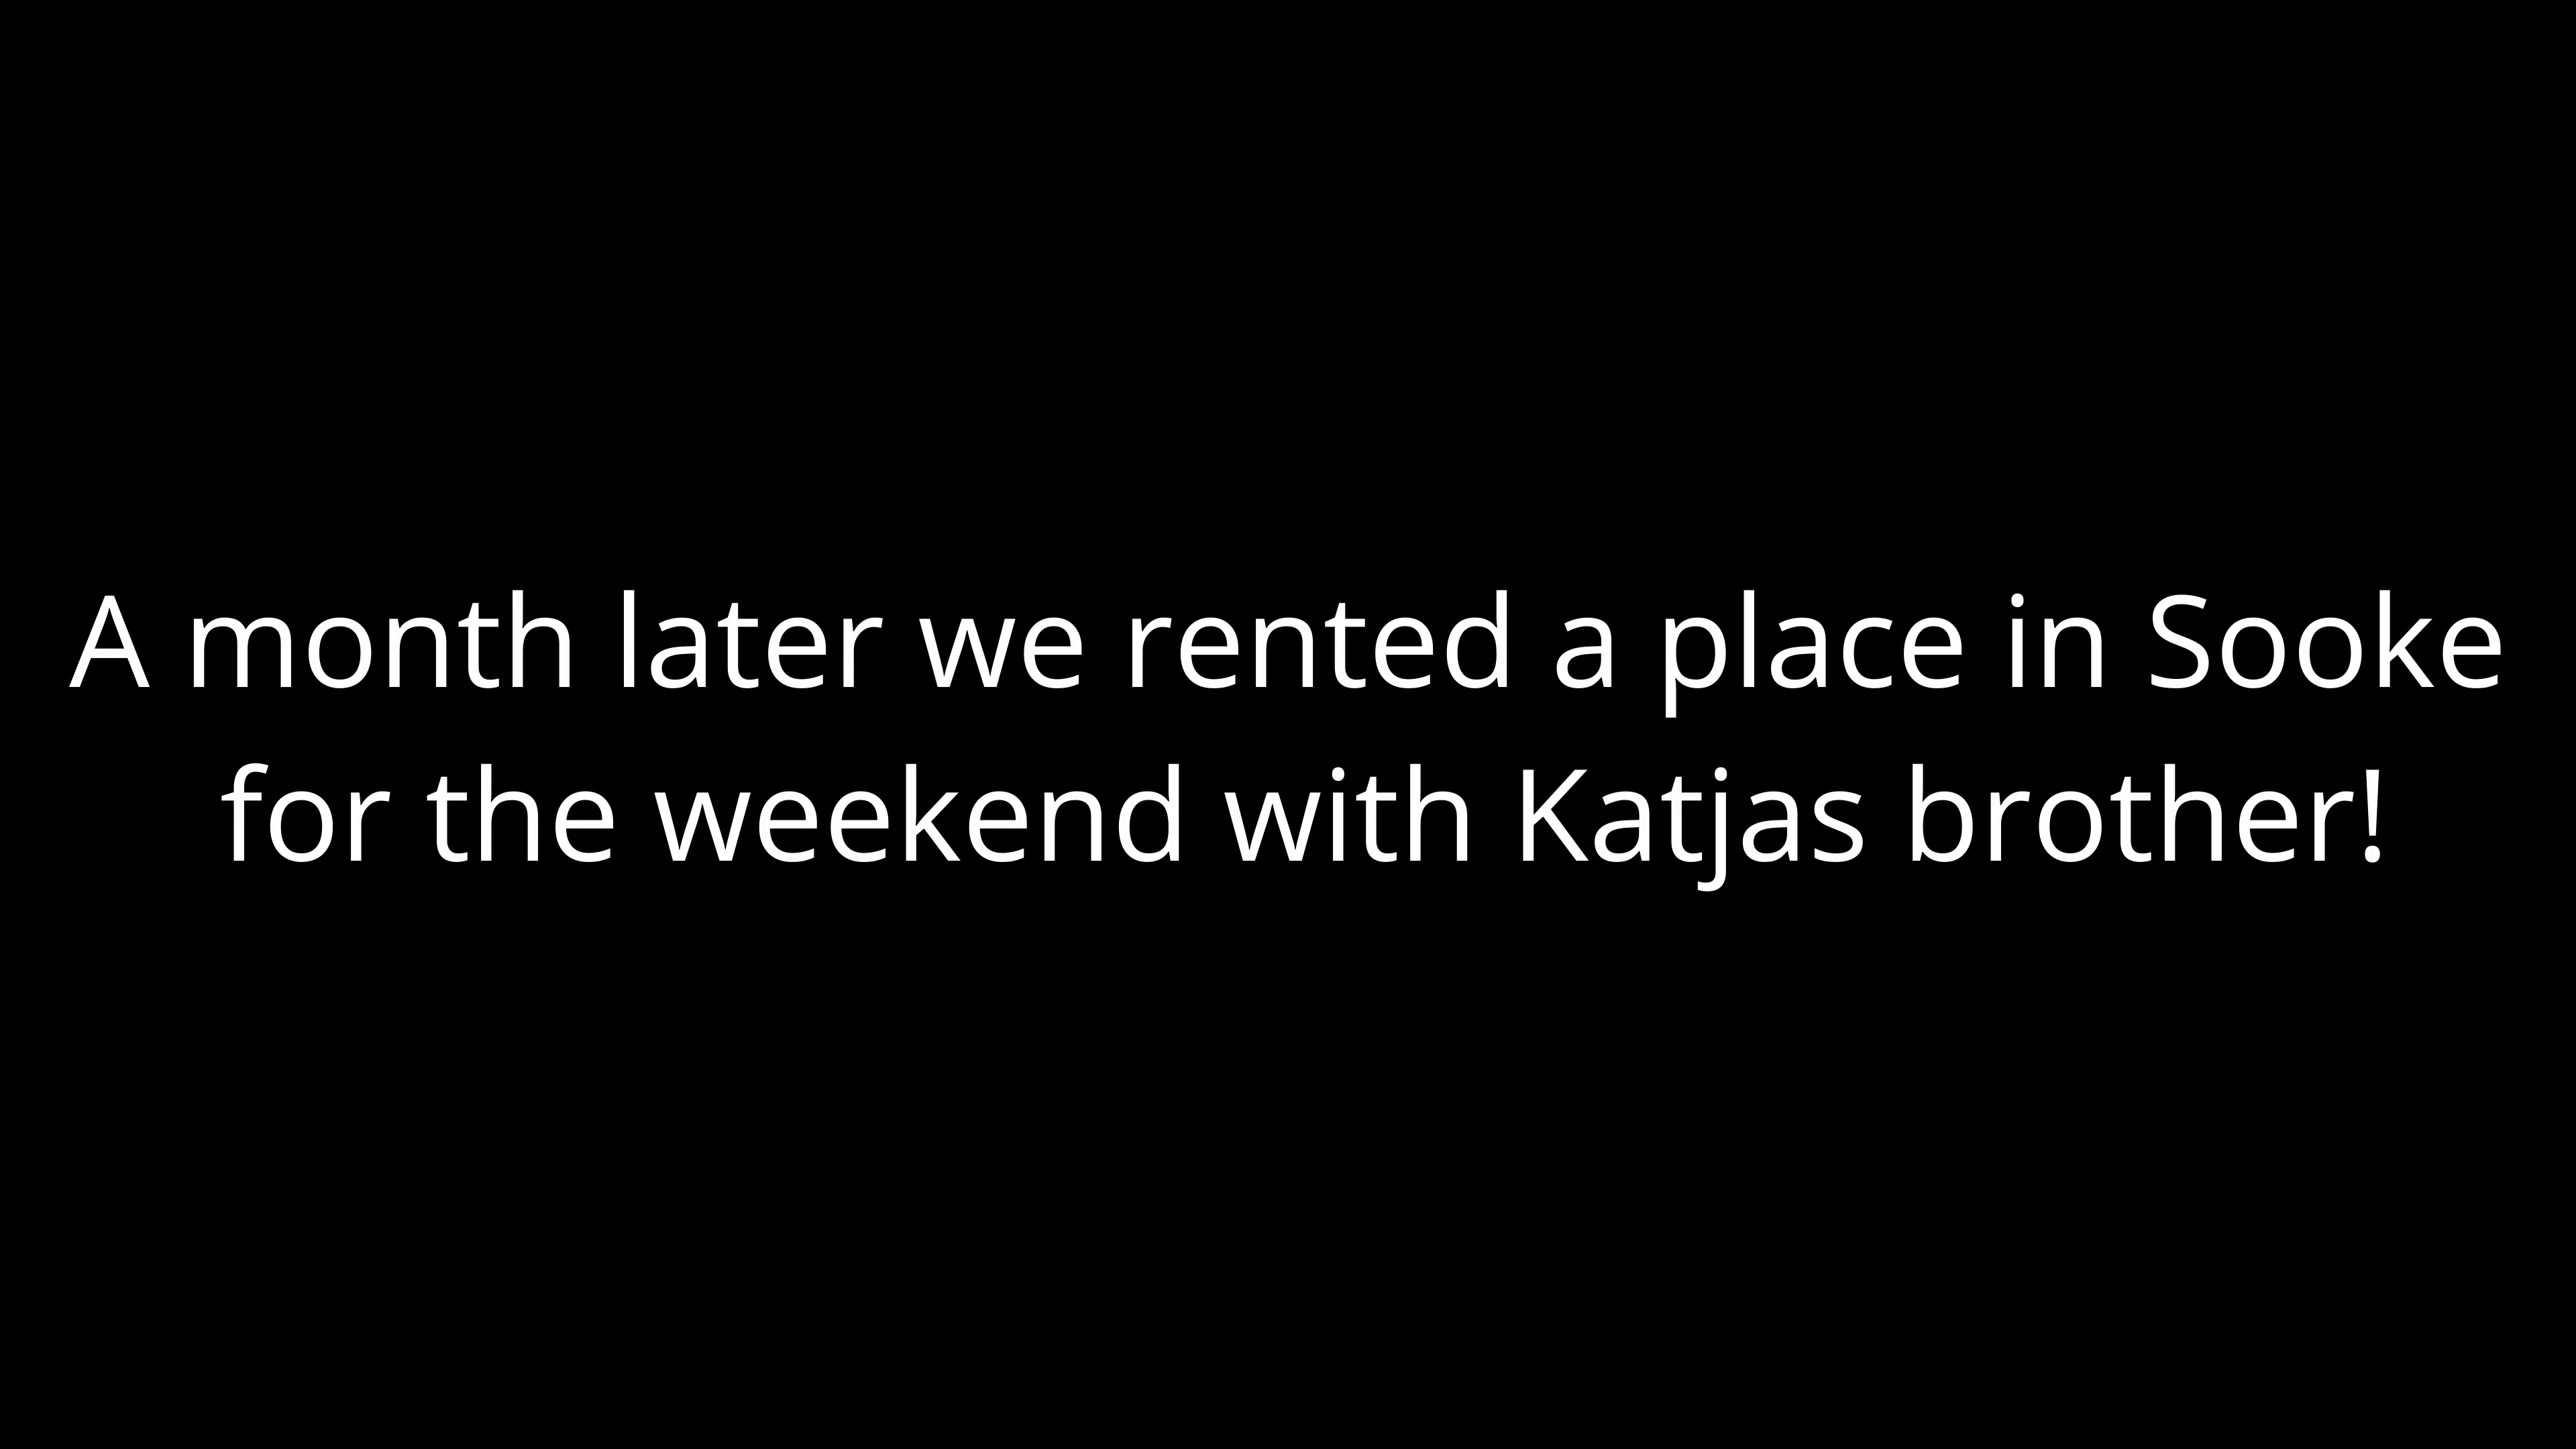 A month later we rented a place in Sooke
for the weekend with Katjas brother!